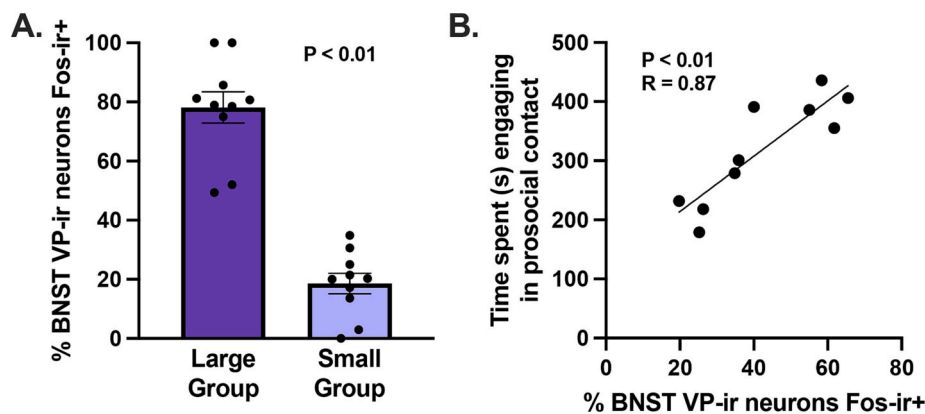 A.
% BNST VP-ir neurons Fos-ir+
100
80
60
40
20
0
P < 0.01
Large
Group
Small
Group
B.
Time spent (s) engaging
in prosocial contact
500
400
300
200
100
0
P < 0.01
R = 0.87
0 20 40 60 80
% BNST VP-ir neurons Fos-ir+